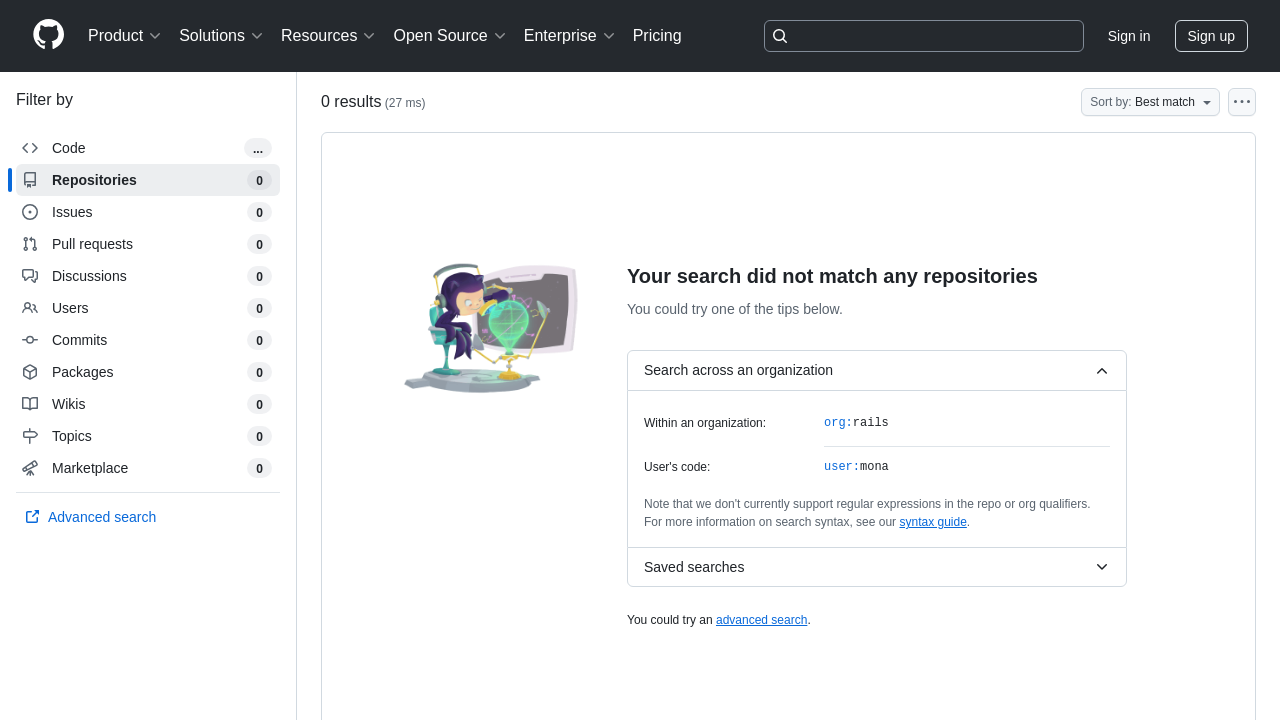 Product Solutions Resources Open Source Enterprise Pricing Sign in Sign up
Filter by
Code ...
Repositories 0
Issues 0
Pull requests 0
Discussions 0
Users 0
Commits 0
Packages 0
Wikis 0
Topics 0
Marketplace 0
Advanced search
0 results (27 ms)
Sort by: Best match
Your search did not match any repositories
You could try one of the tips below.
Search across an organization
Within an organization: org:rails
User's code: user:mona
Note that we don't currently support regular expressions in the repo or org qualifiers.
For more information on search syntax, see our syntax guide.
Saved searches
You could try an advanced search.